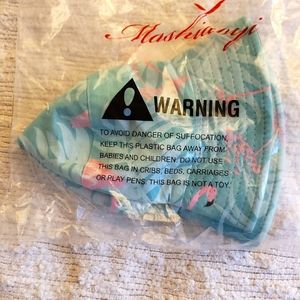 Mashianyi
WARNING
TO AVOID DANGER OF SUFFOCATION,
KEEP THIS PLASTIC BAG AWAY FROM
BABIES AND CHILDREN. DO NOT USE
THIS BAG IN CRIBS, BEDS, CARRIAGES
OR PLAY PENS. THIS BAG IS NOT A TOY.